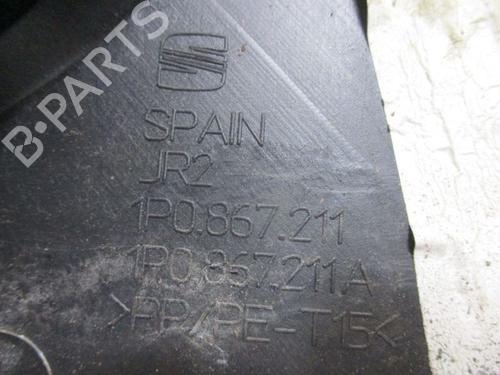 B-PARTS
SPAIN
JR2
1P0.867.211
1P0.867.211A
>PP/PE-T15<